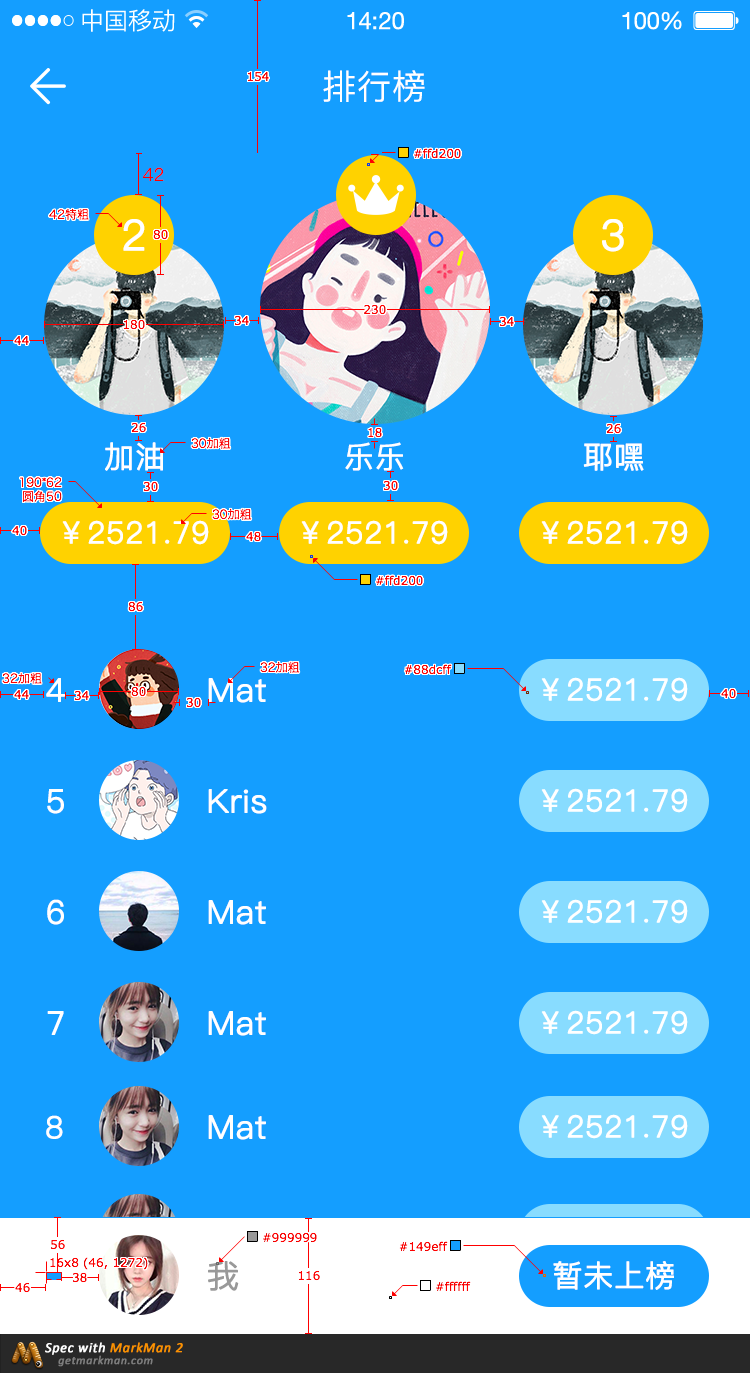 中国移动 14:20 100%
154
排行榜
#ffd200
42
42特粗
2
80
3
180
230
34
34
44
26
18
26
30加粗
加油 乐乐 耶嘿
190*62
圆角50
30
30
30加粗
¥ 2521.79 ¥ 2521.79 ¥ 2521.79
40
48
#ffd200
86
32加粗
32加粗
#88dcff
4 Mat ¥ 2521.79
44
34
80
30
40
5 Kris ¥ 2521.79
6 Mat ¥ 2521.79
7 Mat ¥ 2521.79
8 Mat ¥ 2521.79
56
#999999
#149eff
16x8 (46, 1272)
46
38
我
116
#ffffff
暂未上榜
Spec with MarkMan 2
getmarkman.com